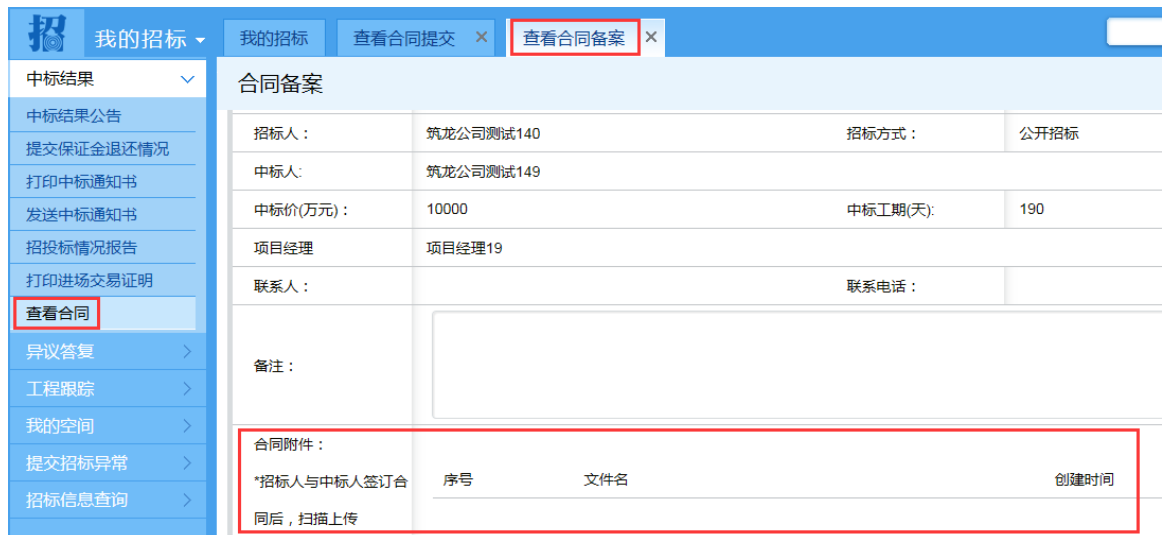 招 我的招标 我的招标 查看合同提交 × 查看合同备案 ×
中标结果
合同备案
中标结果公告
提交保证金退还情况
打印中标通知书
发送中标通知书
招投标情况报告
打印进场交易证明
查看合同
异议答复
工程跟踪
我的空间
提交招标异常
招标信息查询
招标人： 筑龙公司测试140 招标方式： 公开招标
中标人: 筑龙公司测试149
中标价(万元)： 10000 中标工期(天): 190
项目经理 项目经理19
联系人： 联系电话：
备注：
合同附件：
*招标人与中标人签订合 序号 文件名 创建时间
同后，扫描上传